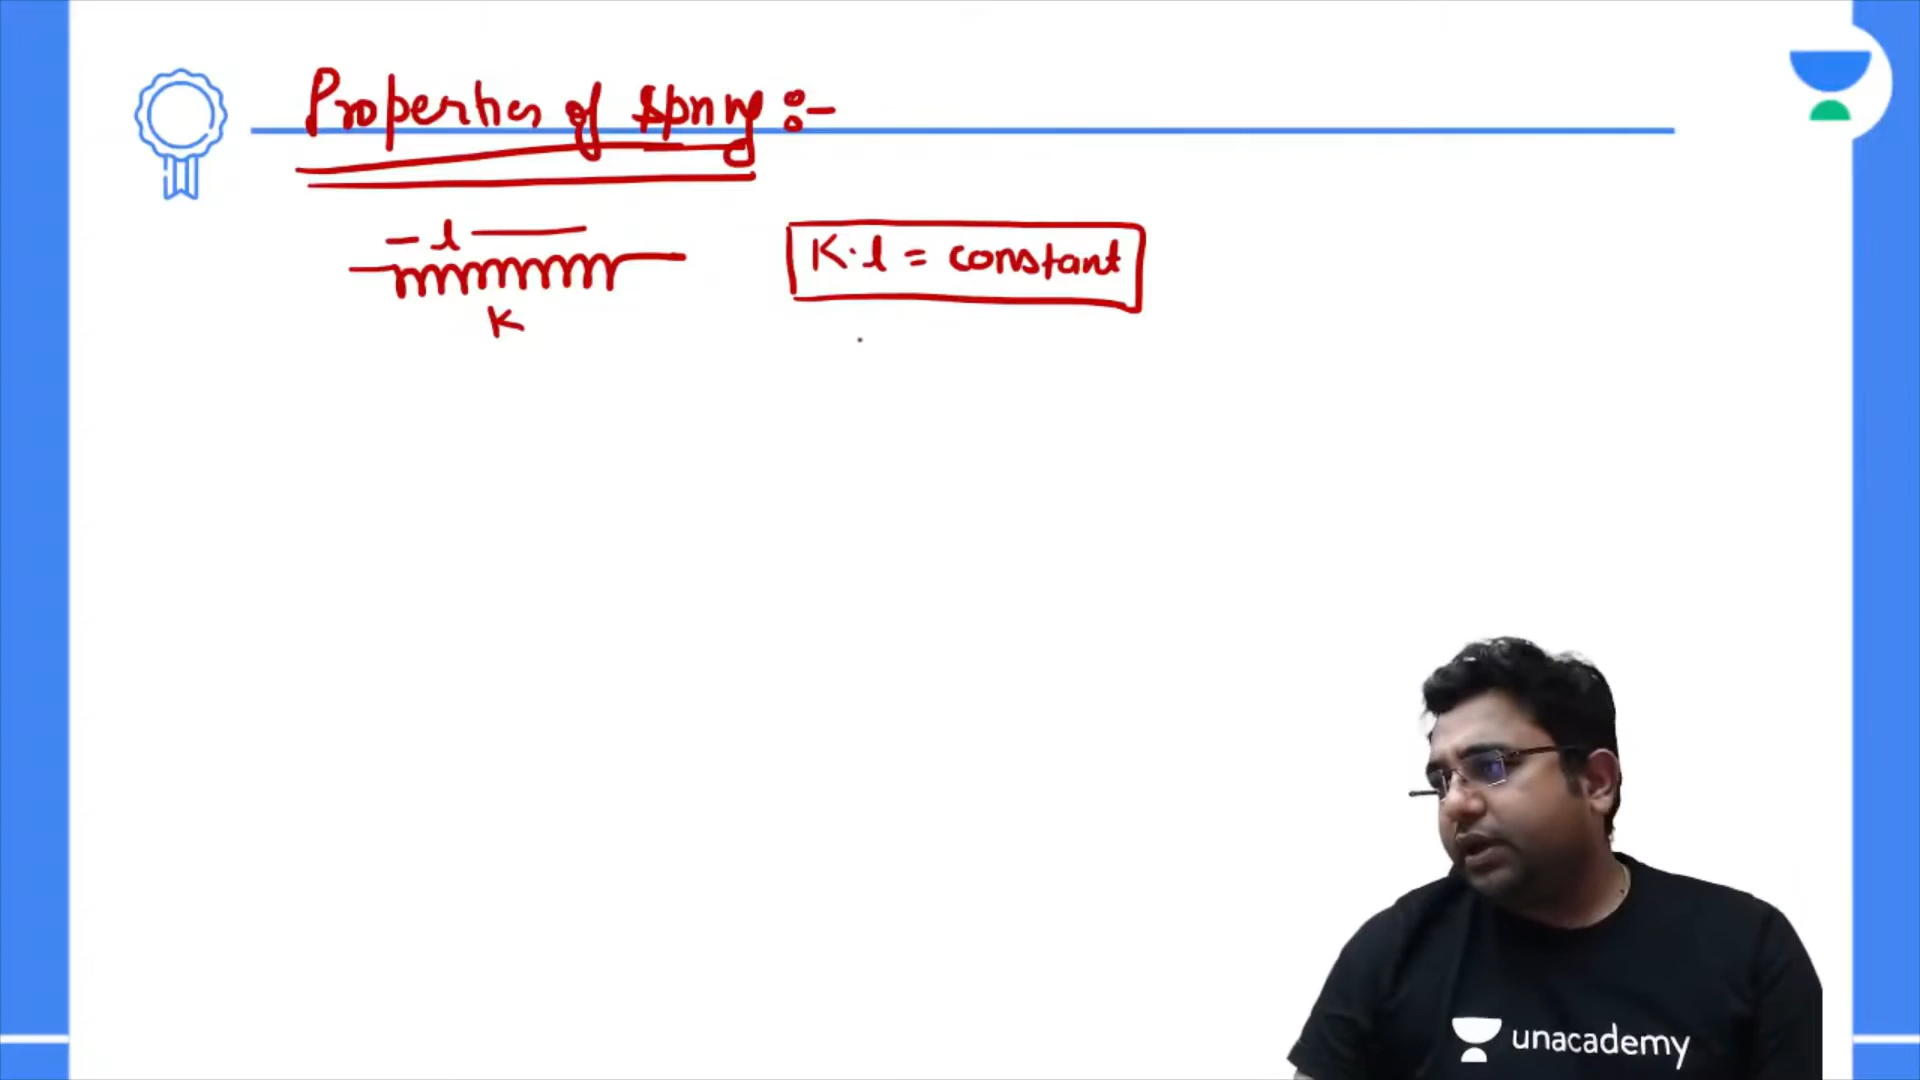 Properties of Spring :-
l
K
K·l = constant
unacademy